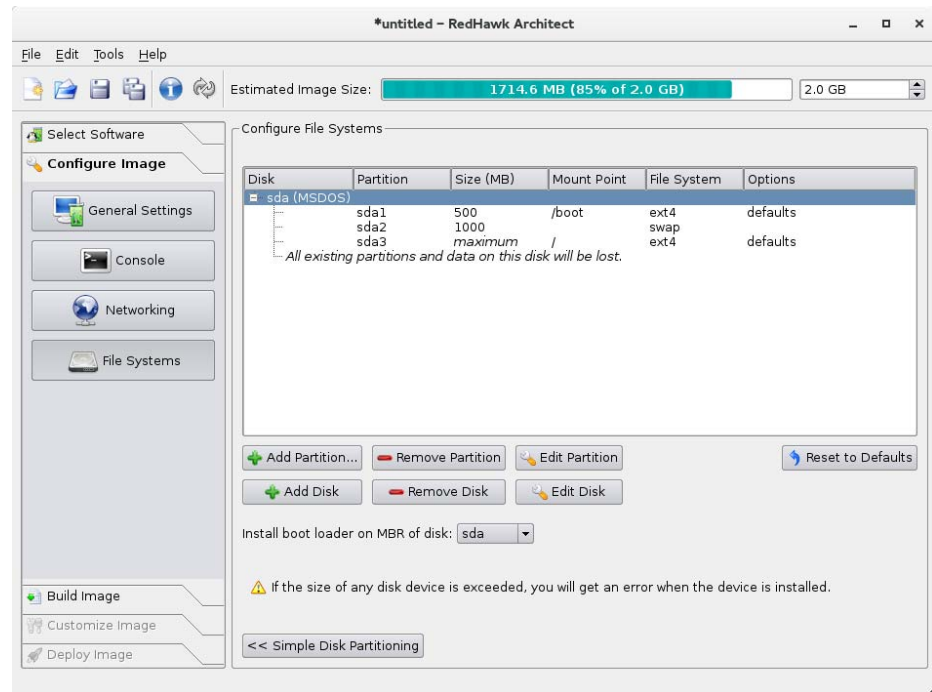 *untitled – RedHawk Architect
File Edit Tools Help
Estimated Image Size: 1714.6 MB (85% of 2.0 GB) 2.0 GB
Select Software
Configure Image
General Settings
Console
Networking
File Systems
Build Image
Customize Image
Deploy Image
Configure File Systems
Disk Partition Size (MB) Mount Point File System Options
sda (MSDOS)
sda1 500 /boot ext4 defaults
sda2 1000 swap
sda3 maximum / ext4 defaults
All existing partitions and data on this disk will be lost.
Add Partition... Remove Partition Edit Partition Reset to Defaults
Add Disk Remove Disk Edit Disk
Install boot loader on MBR of disk: sda
If the size of any disk device is exceeded, you will get an error when the device is installed.
<< Simple Disk Partitioning